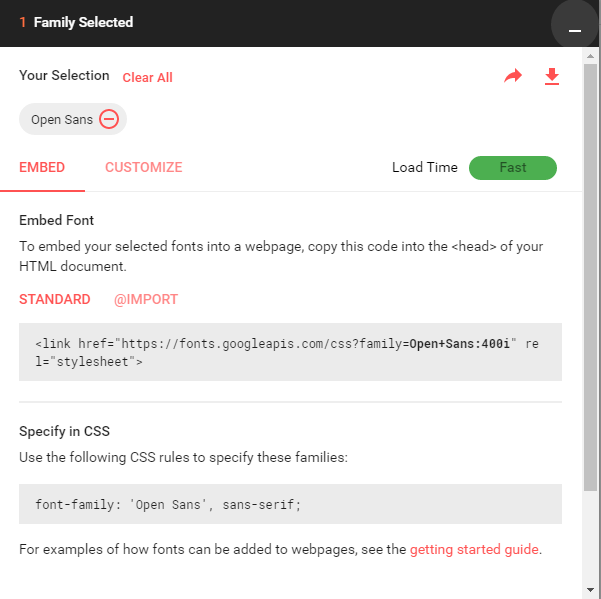 1 Family Selected
Your Selection Clear All
Open Sans
EMBED CUSTOMIZE Load Time Fast
Embed Font
To embed your selected fonts into a webpage, copy this code into the <head> of your
HTML document.
STANDARD @IMPORT
<link href="https://fonts.googleapis.com/css?family=Open+Sans:400i" re
l="stylesheet">
Specify in CSS
Use the following CSS rules to specify these families:
font-family: 'Open Sans', sans-serif;
For examples of how fonts can be added to webpages, see the getting started guide.